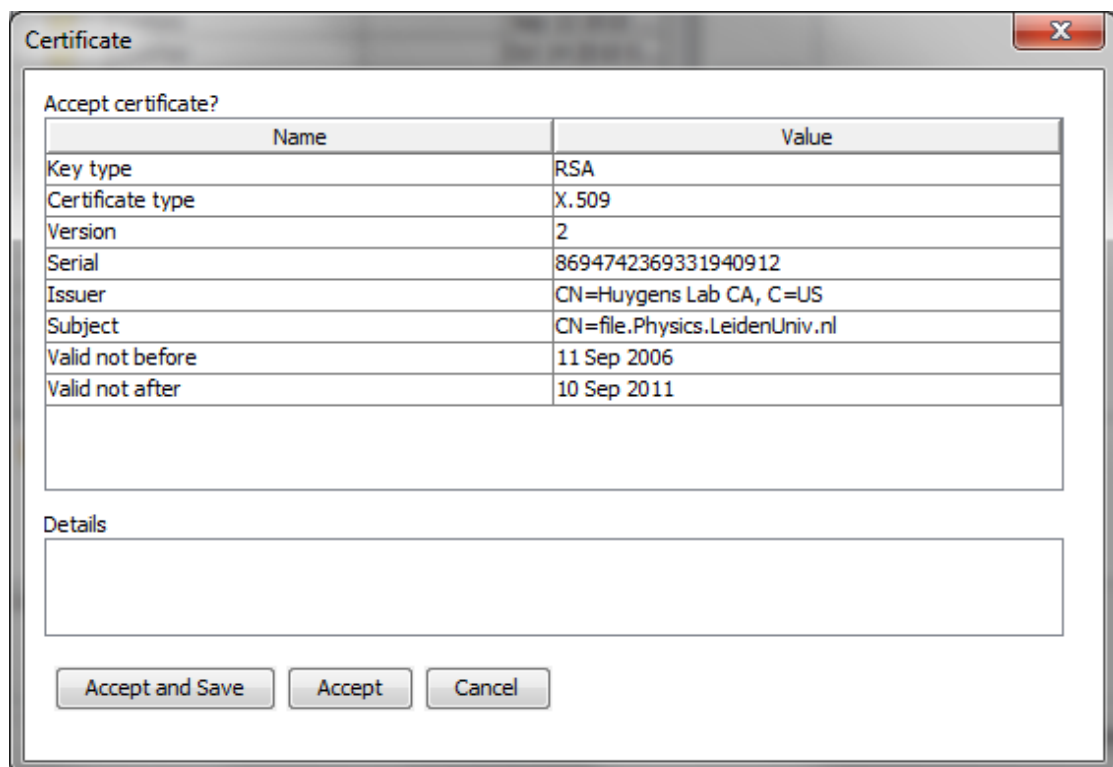 Certificate
Accept certificate?
Name Value
Key type RSA
Certificate type X.509
Version 2
Serial 8694742369331940912
Issuer CN=Huygens Lab CA, C=US
Subject CN=file.Physics.LeidenUniv.nl
Valid not before 11 Sep 2006
Valid not after 10 Sep 2011
Details
Accept and Save Accept Cancel